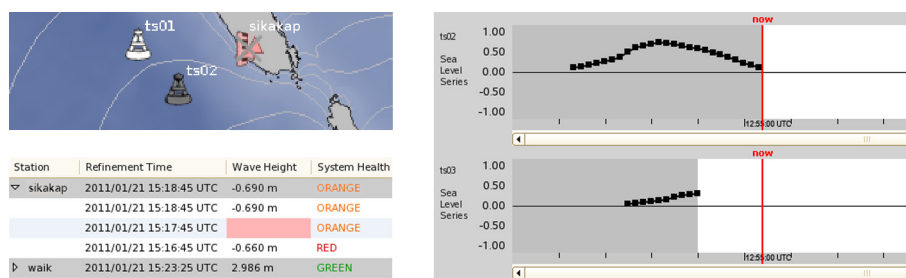 ts01
sikakap
ts02
Station Refinement Time Wave Height System Health
sikakap 2011/01/21 15:18:45 UTC -0.690 m ORANGE
2011/01/21 15:18:45 UTC -0.690 m ORANGE
2011/01/21 15:17:45 UTC ORANGE
2011/01/21 15:16:45 UTC -0.660 m RED
waik 2011/01/21 15:23:25 UTC 2.986 m GREEN
now
ts02
Sea
Level
Series
1.00
0.50
0.00
-0.50
-1.00
12:55:00 UTC
now
ts03
Sea
Level
Series
1.00
0.50
0.00
-0.50
-1.00
12:55:00 UTC